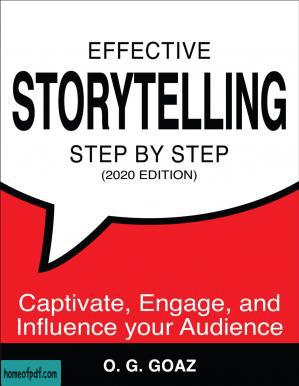 EFFECTIVE
STORYTELLING
STEP BY STEP
(2020 EDITION)
Captivate, Engage, and
Influence your Audience
O. G. GOAZ
homeofpdf.com